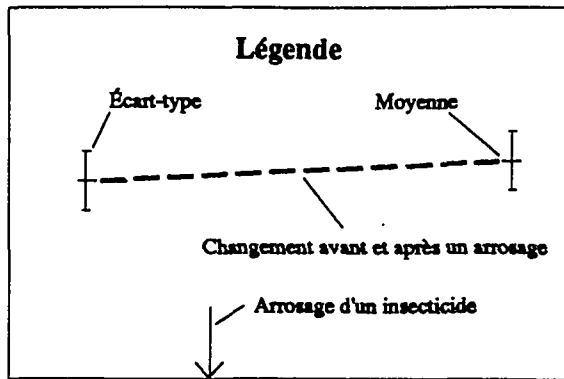 Légende
Écart-type
Moyenne
Changement avant et après un arrosage
Arrosage d'un insecticide